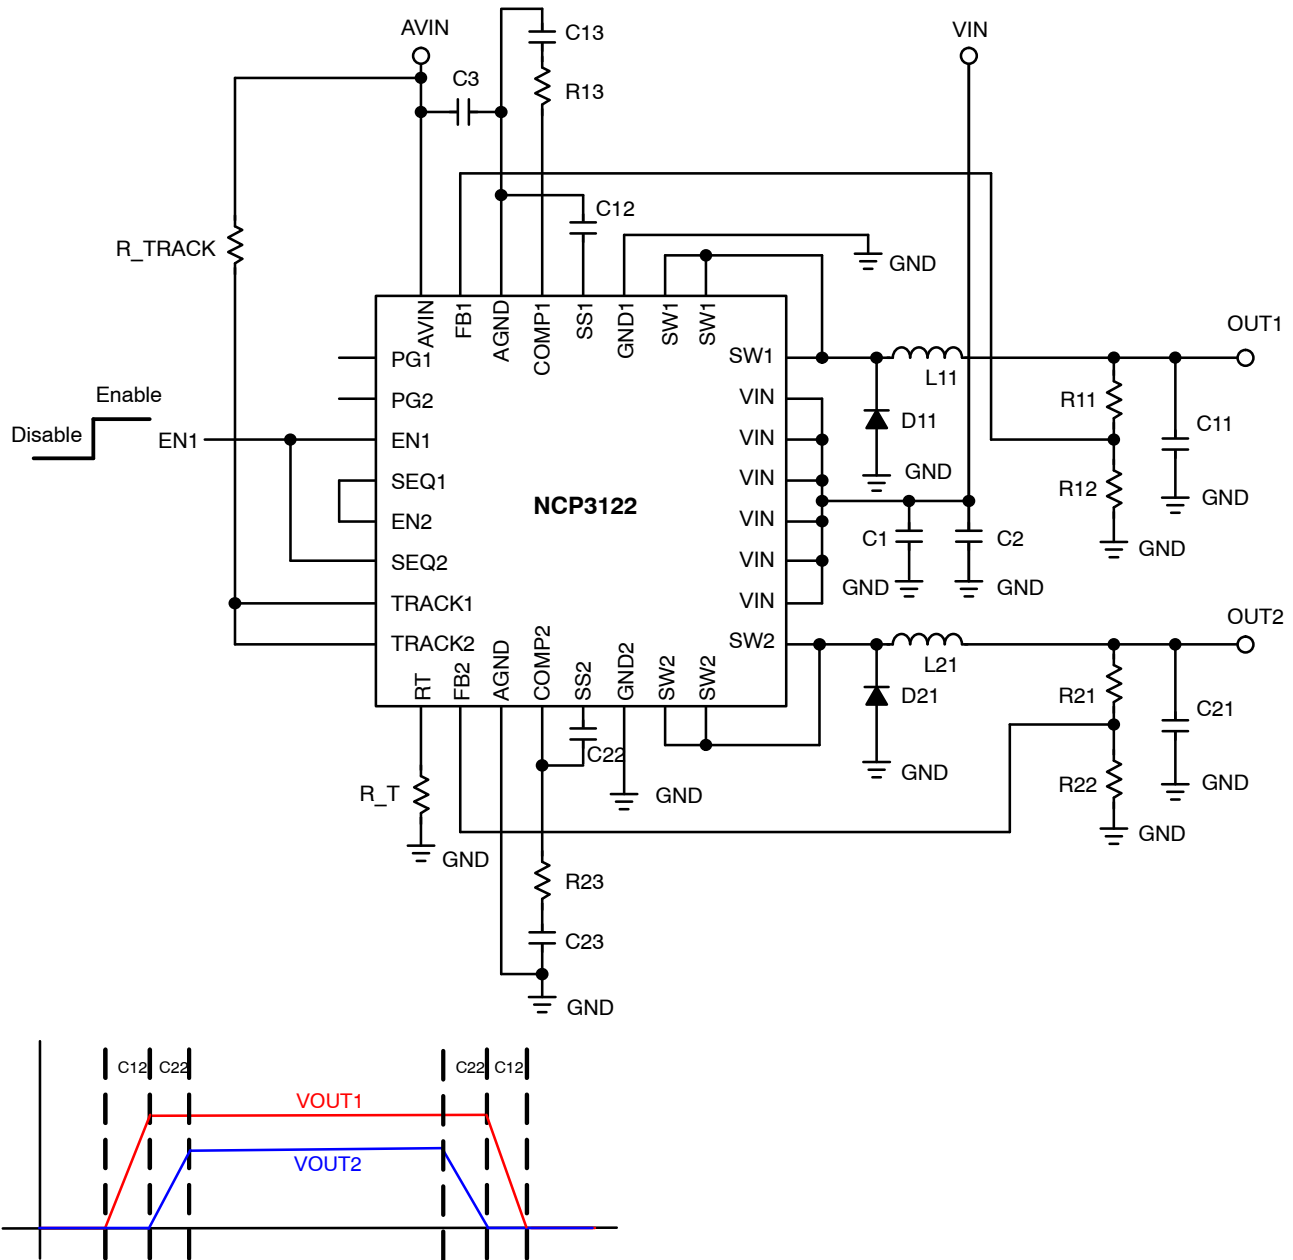 AVIN
C13
VIN
C3
R13
C12
R_TRACK
GND
AVIN
FB1
AGND
COMP1
SS1
GND1
SW1
SW1
OUT1
PG1
SW1
L11
Enable
PG2
VIN
R11
Disable
EN1
EN1
VIN
D11
C11
SEQ1
VIN
GND
R12
GND
NCP3122
EN2
VIN
C1
C2
GND
SEQ2
VIN
GND
GND
TRACK1
VIN
OUT2
TRACK2
SW2
L21
RT
FB2
AGND
COMP2
SS2
GND2
SW2
SW2
D21
R21
C21
C22
GND
R22
GND
R_T
GND
GND
GND
R23
C23
GND
C12
C22
C22
C12
VOUT1
VOUT2